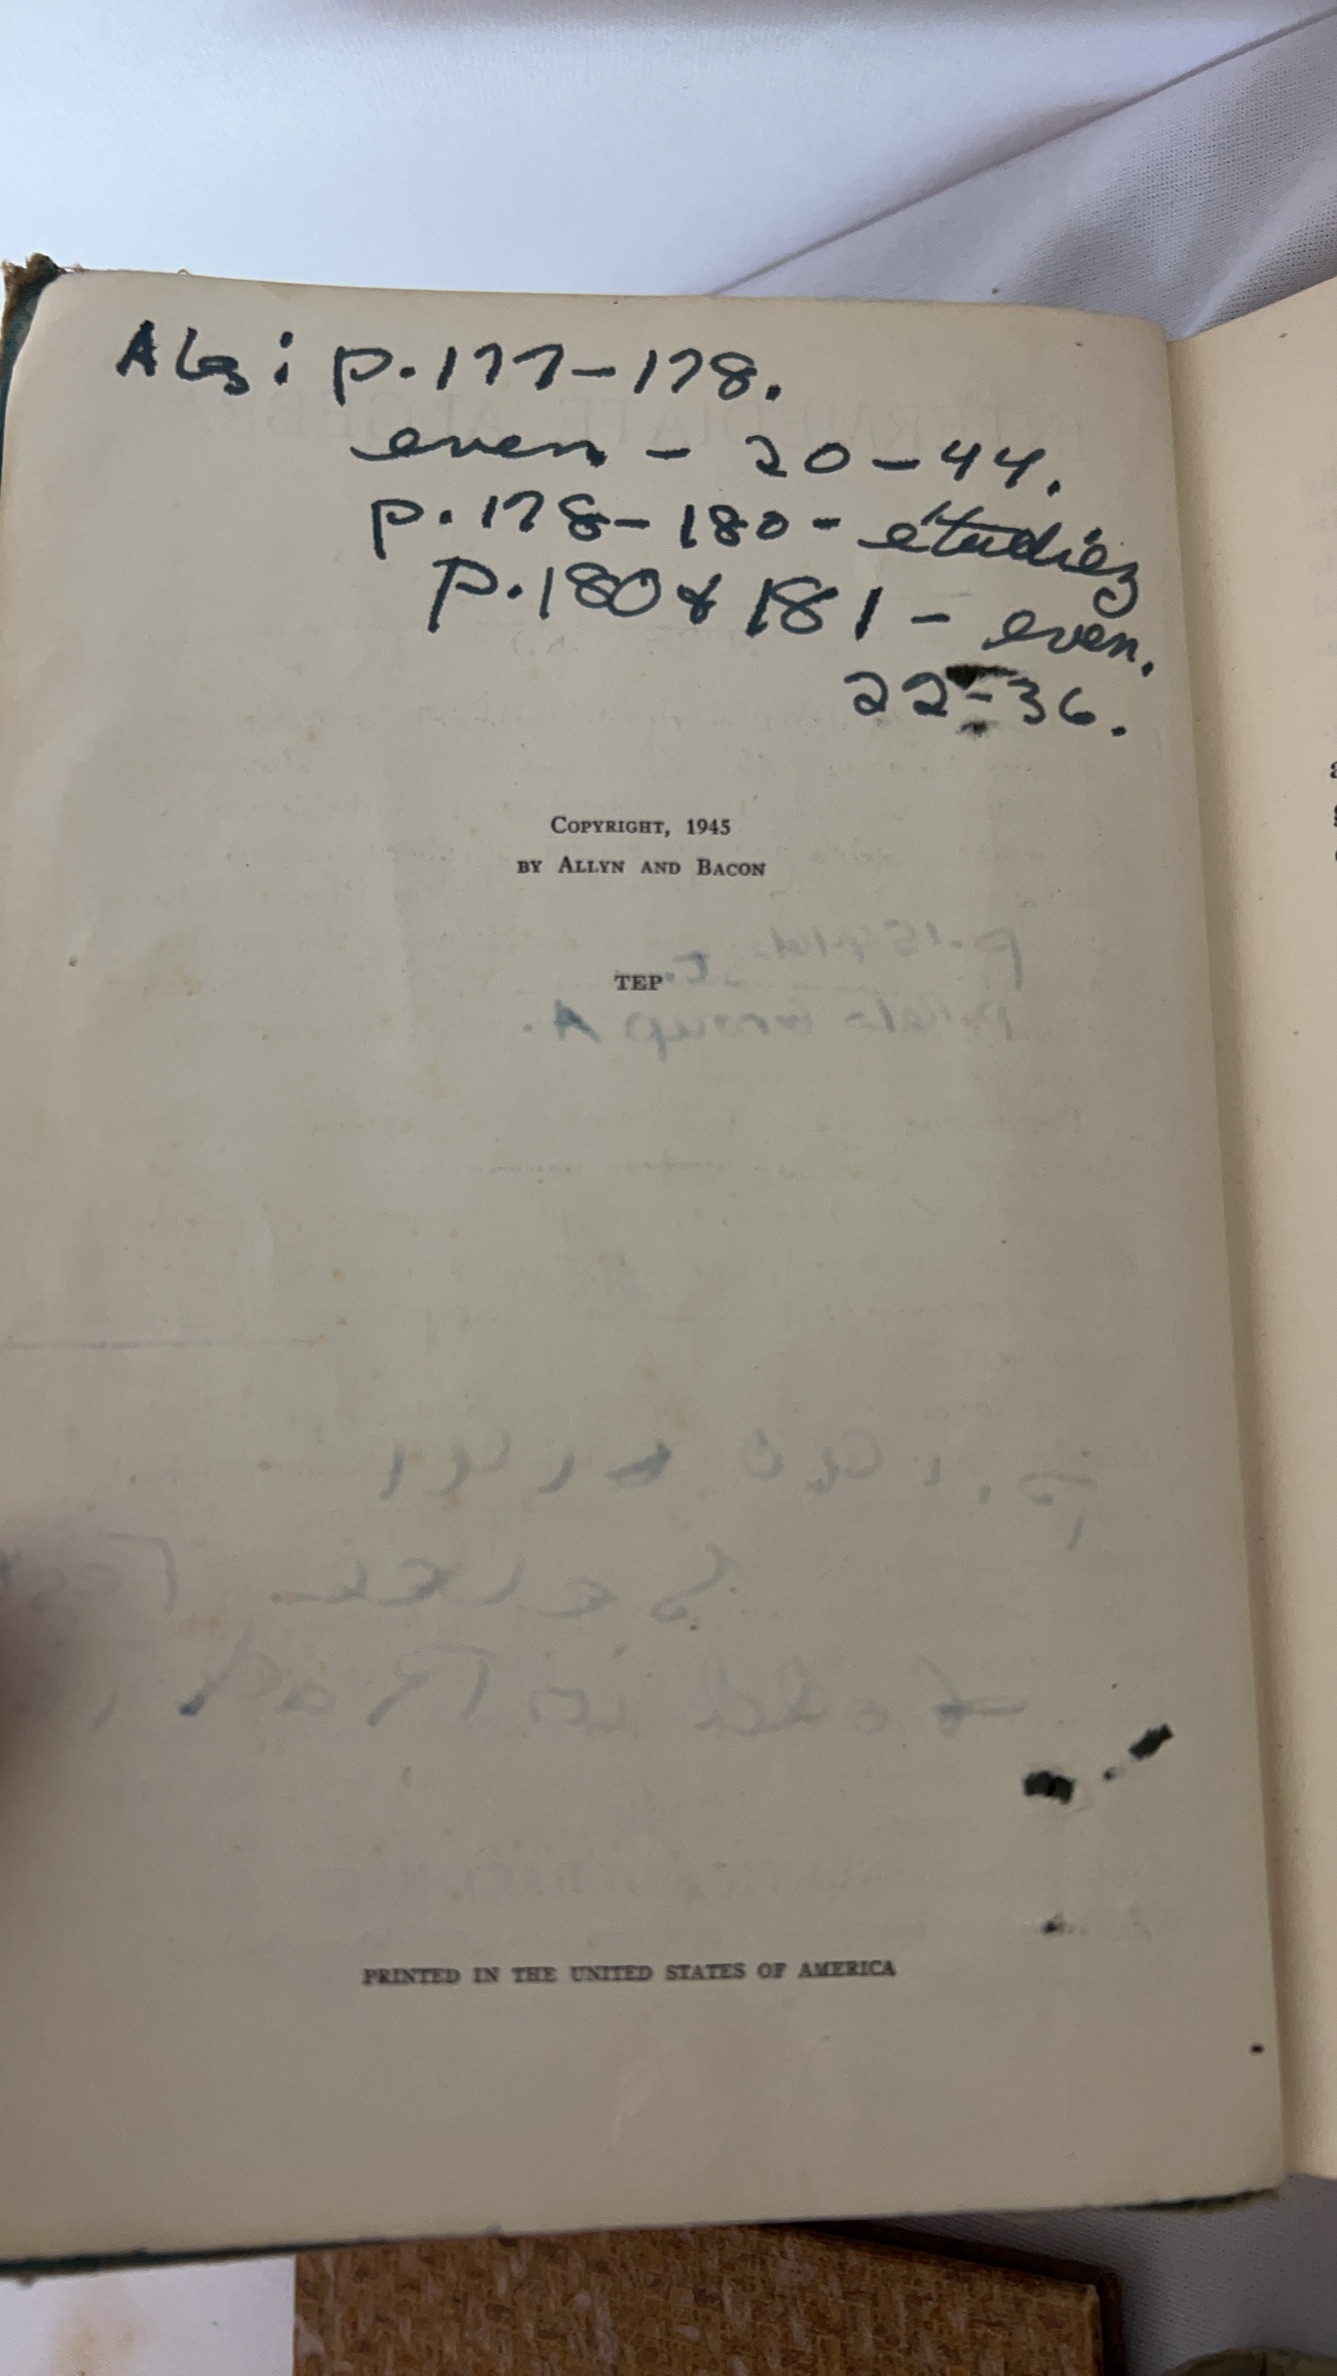 Alg: p. 177-178.
even - 20-44.
p. 178-180 - étudiez
p. 180 & 181 - even.
22-36.
COPYRIGHT, 1945
BY ALLYN AND BACON
TEP
PRINTED IN THE UNITED STATES OF AMERICA